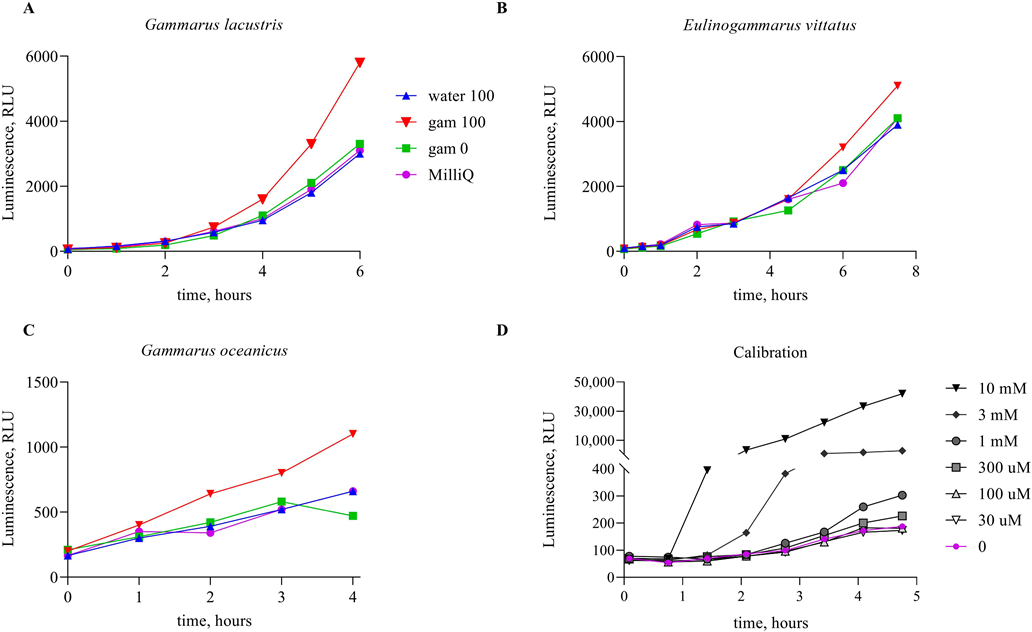 A
Gammarus lacustris
Luminescence, RLU
6000
4000
2000
0
0 2 4 6
time, hours
water 100
gam 100
gam 0
MilliQ
B
Eulinogammarus vittatus
Luminescence, RLU
6000
4000
2000
0
0 2 4 6 8
time, hours
C
Gammarus oceanicus
Luminescence, RLU
1500
1000
500
0
0 1 2 3 4
time, hours
D
Calibration
Luminescence, RLU
50,000
30,000
10,000
400
300
200
100
0
0 1 2 3 4 5
time, hours
10 mM
3 mM
1 mM
300 uM
100 uM
30 uM
0